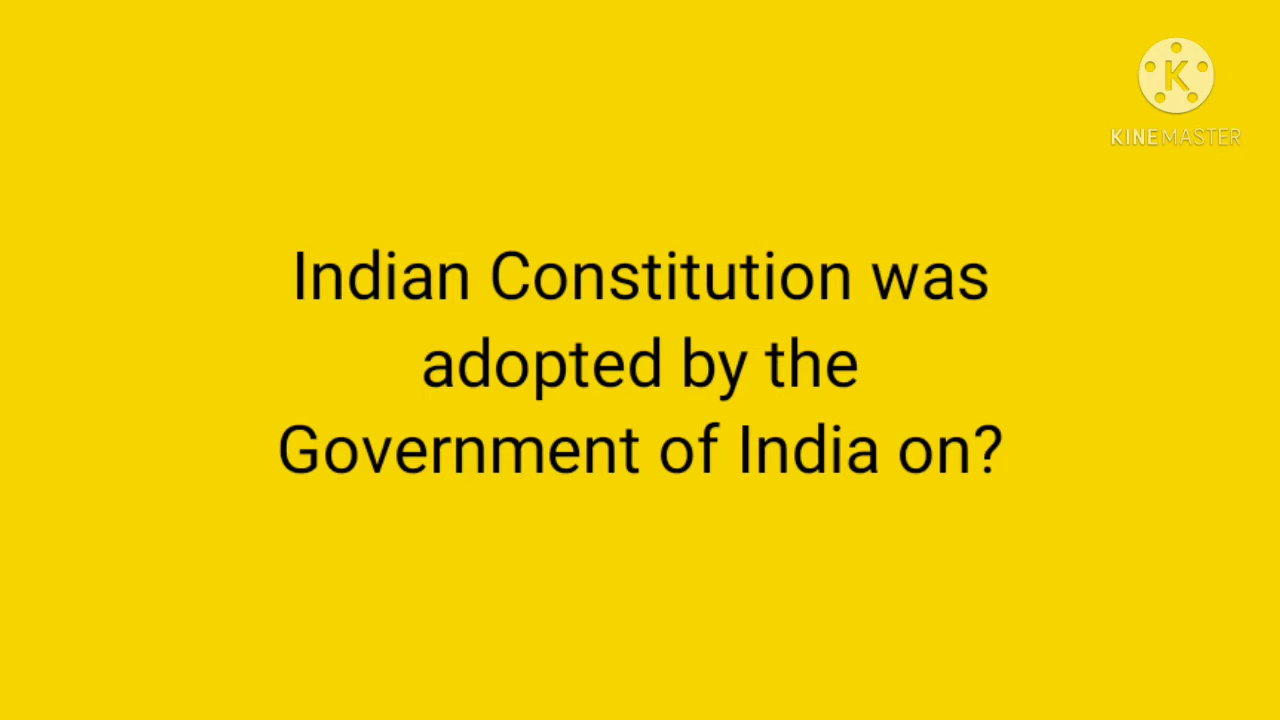 KINEMASTER
Indian Constitution was
adopted by the
Government of India on?